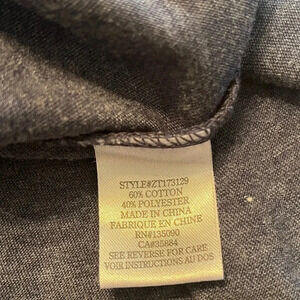 STYLE#ZT173129
60% COTTON
40% POLYESTER
MADE IN CHINA
FABRIQUE EN CHINE
RN#135090
CA#35884
SEE REVERSE FOR CARE
VOIR INSTRUCTIONS AU DOS